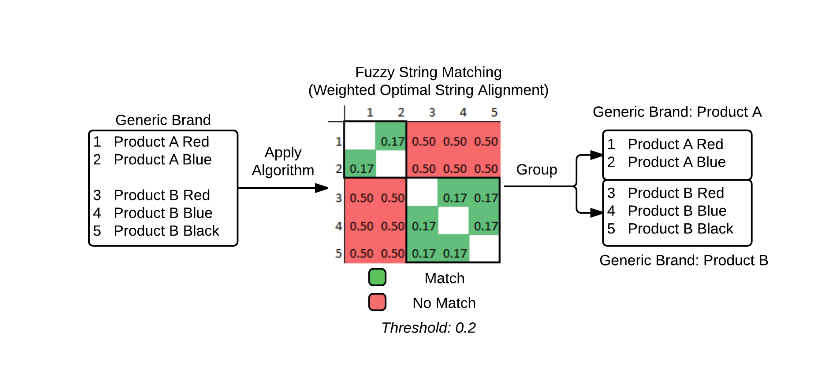 Fuzzy String Matching
(Weighted Optimal String Alignment)
Generic Brand
1 Product A Red
2 Product A Blue
3 Product B Red
4 Product B Blue
5 Product B Black
Apply
Algorithm
1 2 3 4 5
1 0.17 0.50 0.50 0.50
2 0.17 0.50 0.50 0.50
3 0.50 0.50 0.17 0.17
4 0.50 0.50 0.17 0.17
5 0.50 0.50 0.17 0.17
Match
No Match
Threshold: 0.2
Group
Generic Brand: Product A
1 Product A Red
2 Product A Blue
3 Product B Red
4 Product B Blue
5 Product B Black
Generic Brand: Product B